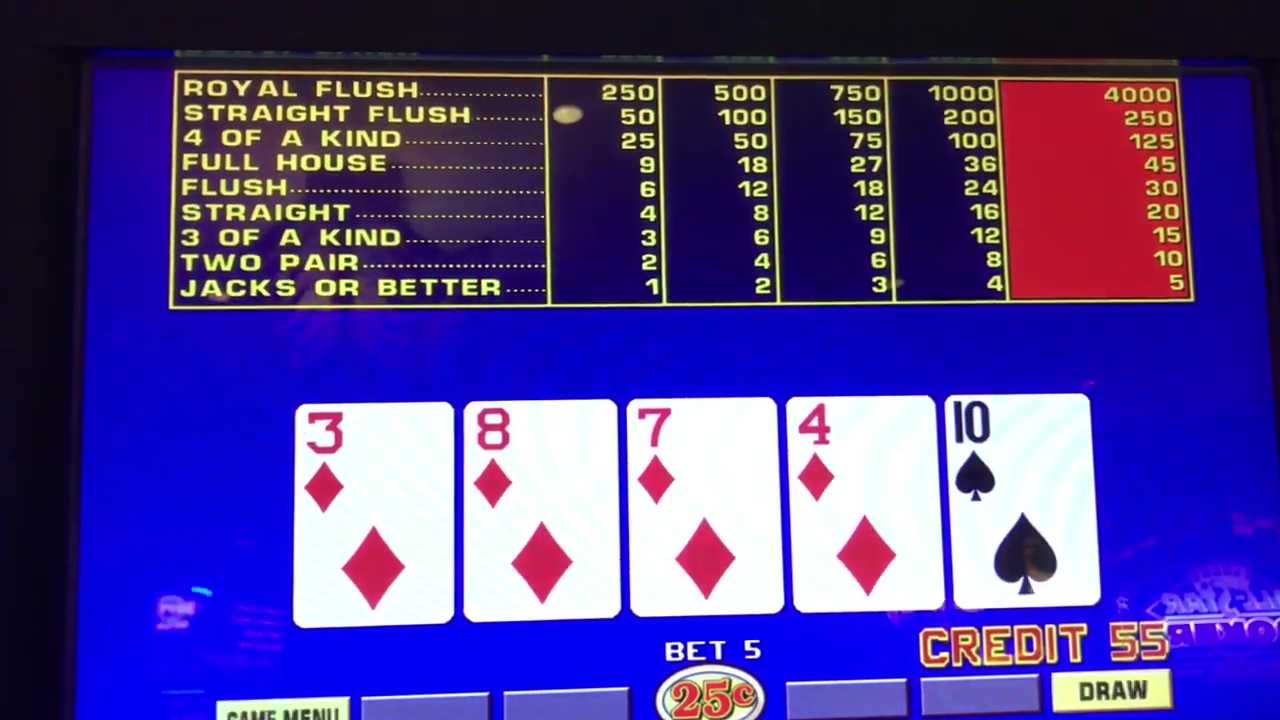 ROYAL FLUSH 250 500 750 1000 4000
STRAIGHT FLUSH 50 100 150 200 250
4 OF A KIND 25 50 75 100 125
FULL HOUSE 9 18 27 36 45
FLUSH 6 12 18 24 30
STRAIGHT 4 8 12 16 20
3 OF A KIND 3 6 9 12 15
TWO PAIR 2 4 6 8 10
JACKS OR BETTER 1 2 3 4 5
3 8 7 4 10
BET 5
CREDIT 55
25¢
GAME MENU
DRAW